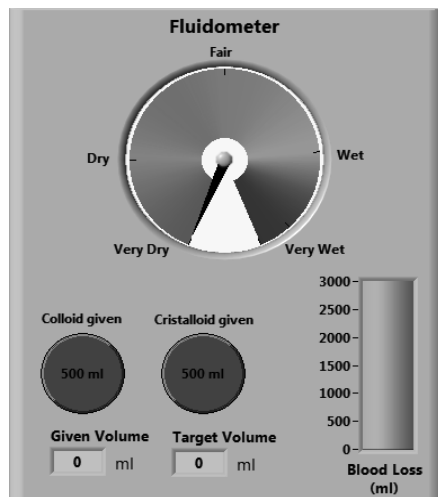 Fluidometer
Fair
Dry
Wet
Very Dry
Very Wet
3000
2500
2000
1500
1000
500
0
Colloid given
Cristalloid given
500 ml
500 ml
Given Volume
Target Volume
0 ml
0 ml
Blood Loss
(ml)